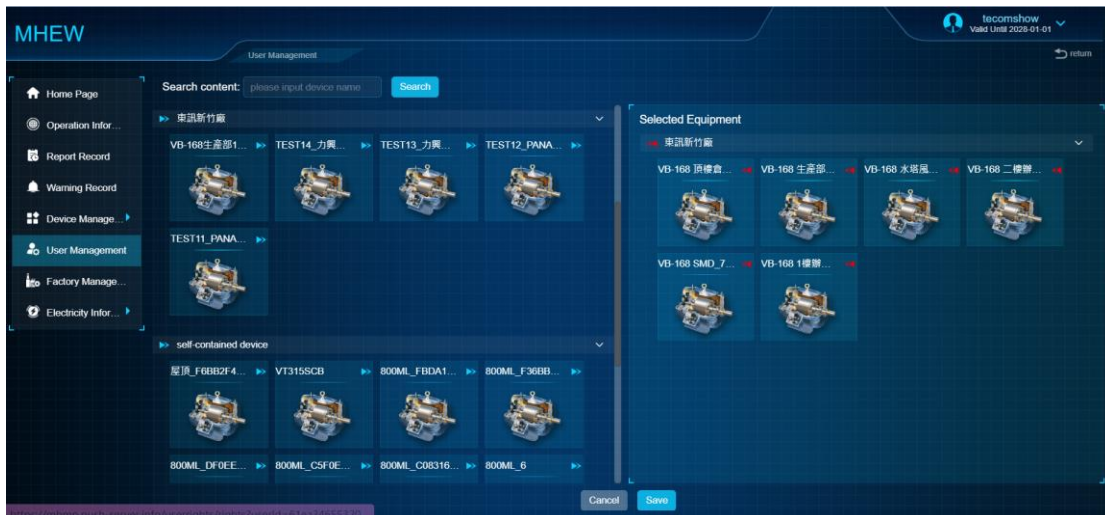 MHEW
tecomshow
Valid Until 2028-01-01
User Management
return
Home Page
Operation Infor...
Report Record
Warning Record
Device Manage...
User Management
Factory Manage...
Electricity Infor...
Search content: please input device name Search
東訊新竹廠
VB-168生產部1... TEST14_力興... TEST13_力興... TEST12_PANA...
TEST11_PANA...
self-contained device
屋頂_F6BB2F4... VT315SCB 800ML_FBDA1... 800ML_F36BB...
800ML_DF0EE... 800ML_C5F0E... 800ML_C08316... 800ML_6
Selected Equipment
東訊新竹廠
VB-168 頂樓倉... VB-168 生產部... VB-168 水塔風... VB-168 二樓辦...
VB-168 SMD_7... VB-168 1樓辦...
Cancel Save